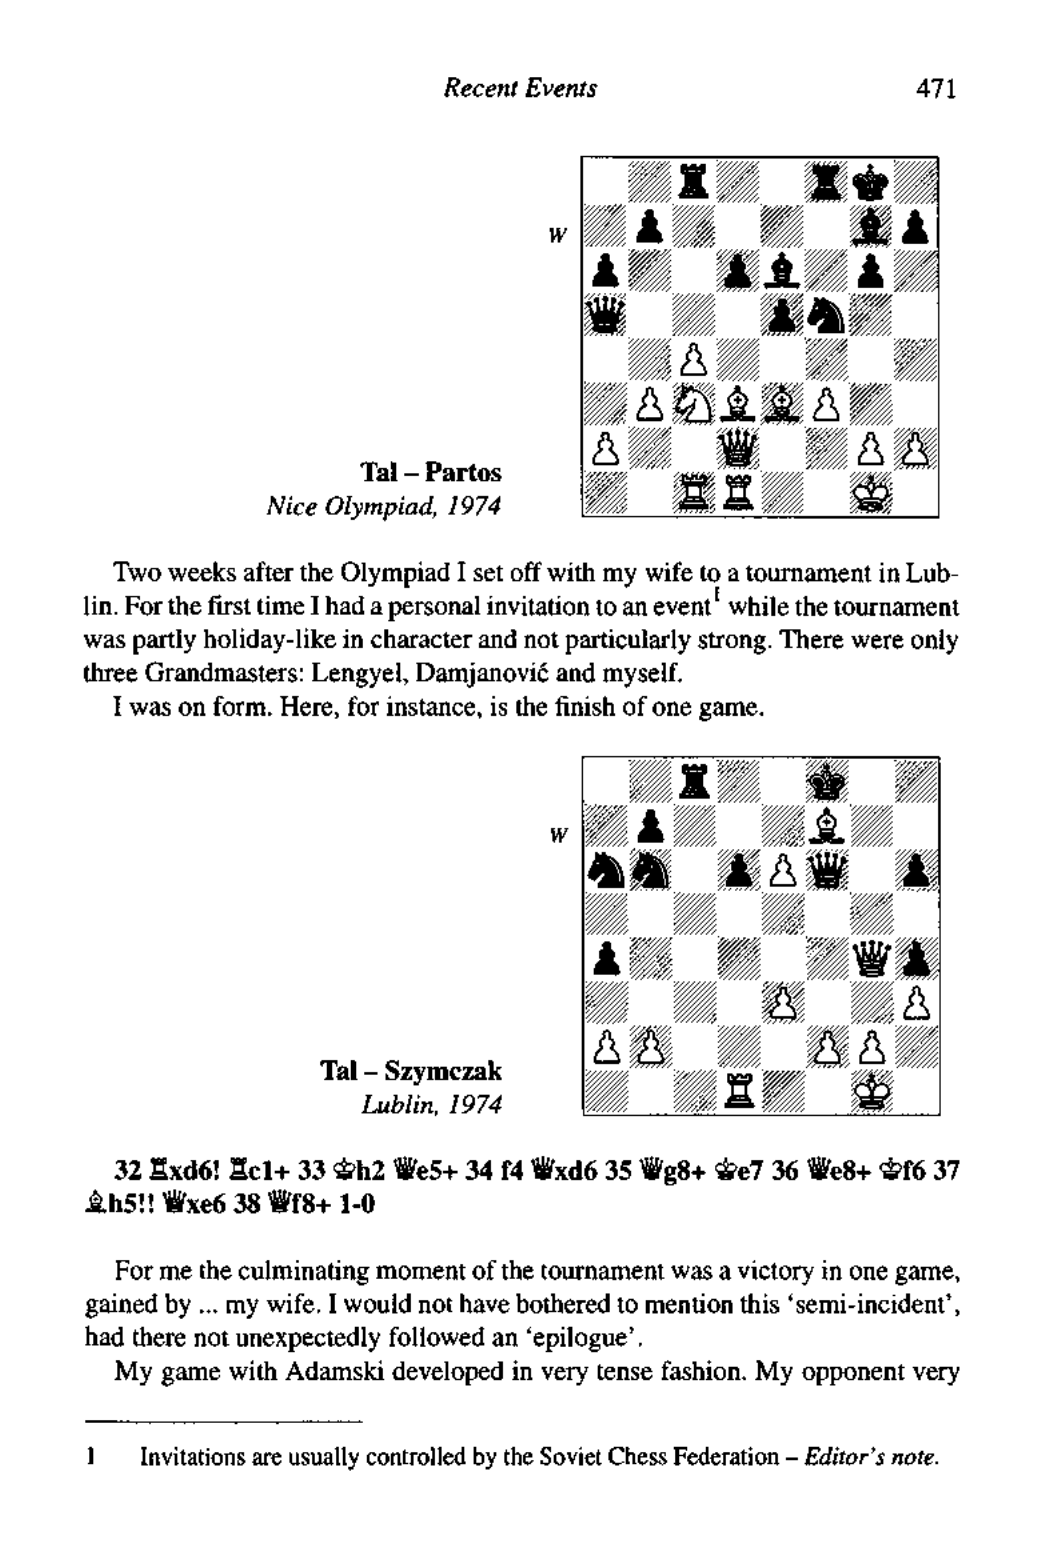 Recent Events 471
W
Tal – Partos
Nice Olympiad, 1974
Two weeks after the Olympiad I set off with my wife to a tournament in Lub-
lin. For the first time I had a personal invitation to an event¹ while the tournament
was partly holiday-like in character and not particularly strong. There were only
three Grandmasters: Lengyel, Damjanović and myself.
I was on form. Here, for instance, is the finish of one game.
W
Tal – Szymczak
Lublin, 1974
32 ♖xd6! ♖c1+ 33 ♔h2 ♕e5+ 34 f4 ♕xd6 35 ♕g8+ ♔e7 36 ♕e8+ ♔f6 37
♗h5!! ♕xe6 38 ♕f8+ 1-0
For me the culminating moment of the tournament was a victory in one game,
gained by ... my wife. I would not have bothered to mention this ‘semi-incident’,
had there not unexpectedly followed an ‘epilogue’.
My game with Adamski developed in very tense fashion. My opponent very
1 Invitations are usually controlled by the Soviet Chess Federation – Editor's note.